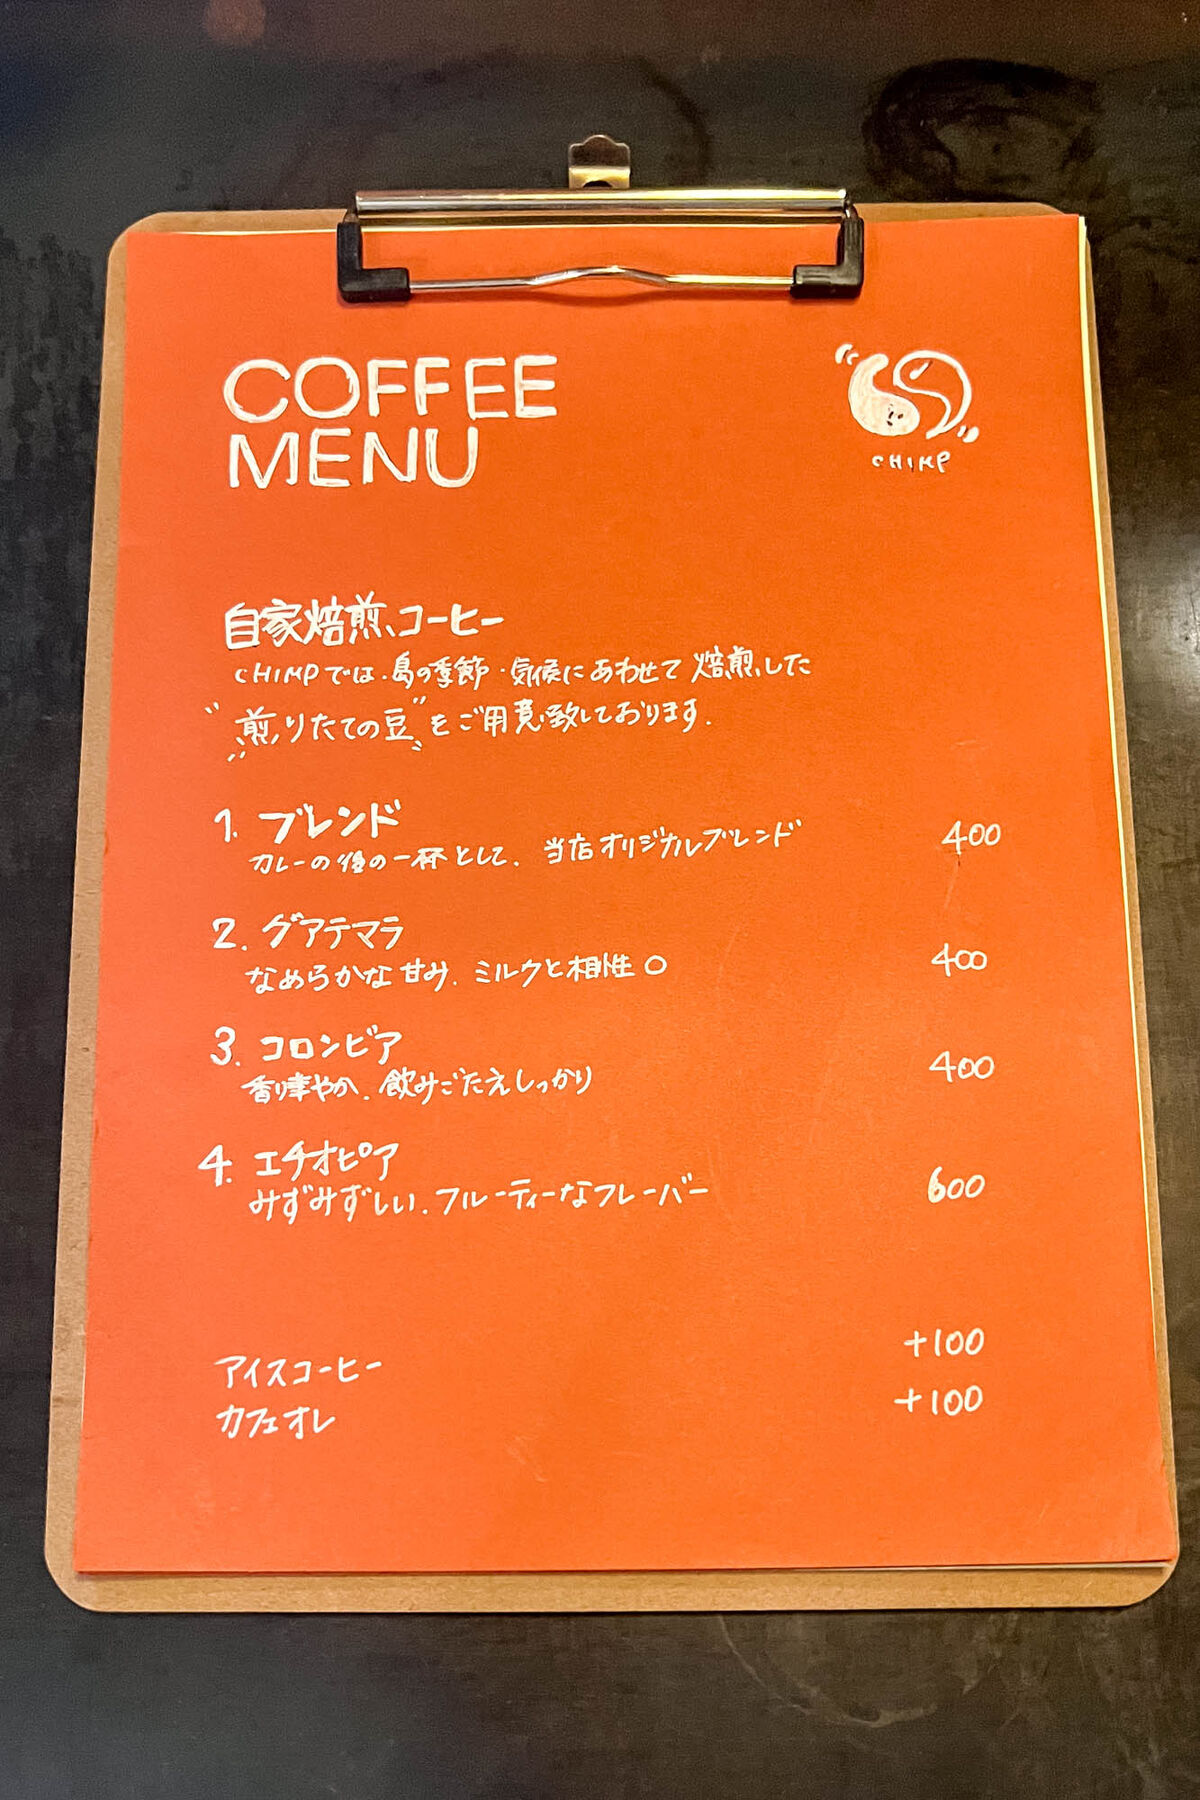 COFFEE
MENU
CHIMP
自家焙煎コーヒー
CHIMPでは、島の季節・気候にあわせて焙煎した
"煎りたての豆"をご用意致しております.
1. ブレンド
カレーの後の一杯として、当店オリジナルブレンド 400
2. グアテマラ
なめらかな甘み、ミルクと相性○ 400
3. コロンビア
香り華やか、飲みごたえしっかり 400
4. エチオピア
みずみずしい、フルーティーなフレーバー 600
アイスコーヒー +100
カフェオレ +100